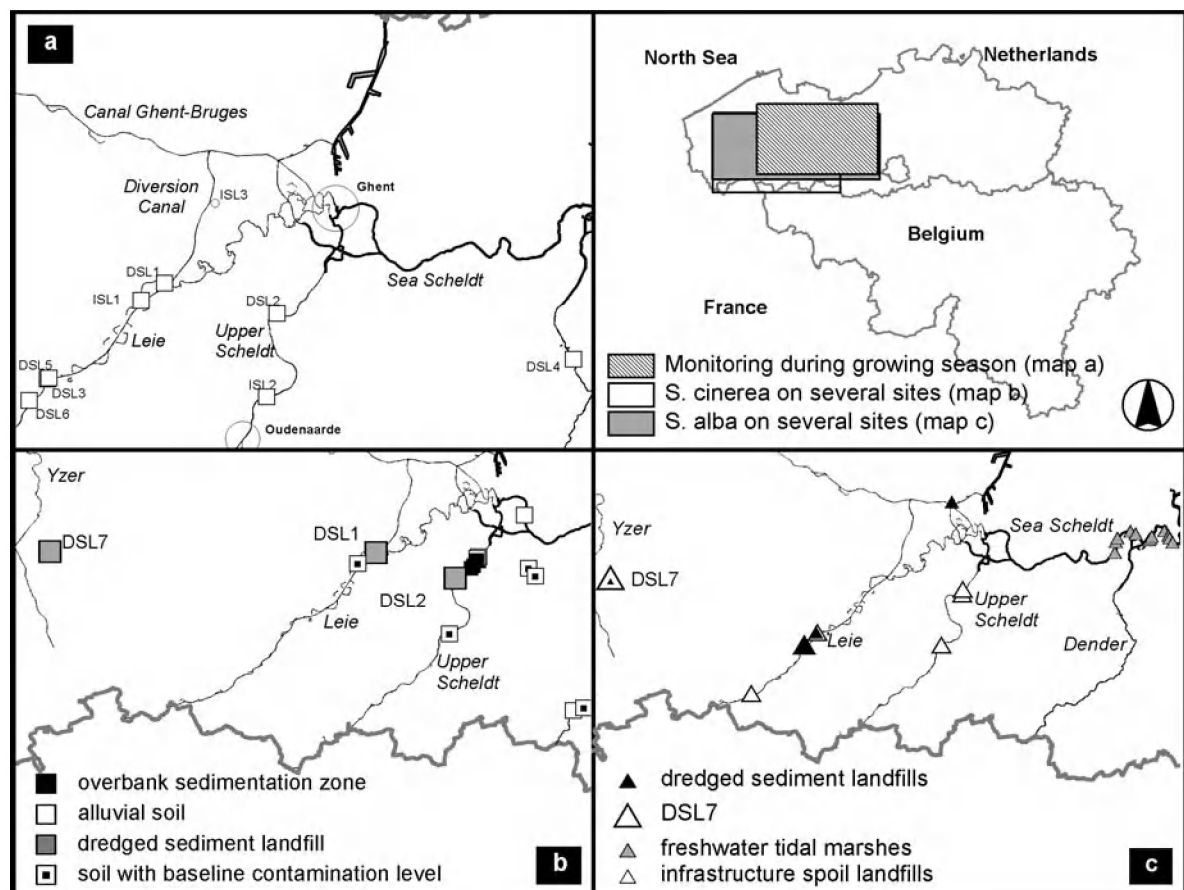 a
Canal Ghent-Bruges
Diversion
Canal
ISL3
Ghent
DSL1
ISL1
Sea Scheldt
DSL2
Leie
Upper
Scheldt
DSL5
DSL3
DSL4
ISL2
DSL6
Oudenaarde
North Sea
Netherlands
Belgium
France
Monitoring during growing season (map a)
S. cinerea on several sites (map b)
S. alba on several sites (map c)
Yzer
DSL7
DSL1
DSL2
Leie
Upper
Scheldt
overbank sedimentation zone
alluvial soil
dredged sediment landfill
soil with baseline contamination level
b
Yzer
Sea Scheldt
DSL7
Upper
Scheldt
Leie
Dender
dredged sediment landfills
DSL7
freshwater tidal marshes
infrastructure spoil landfills
c